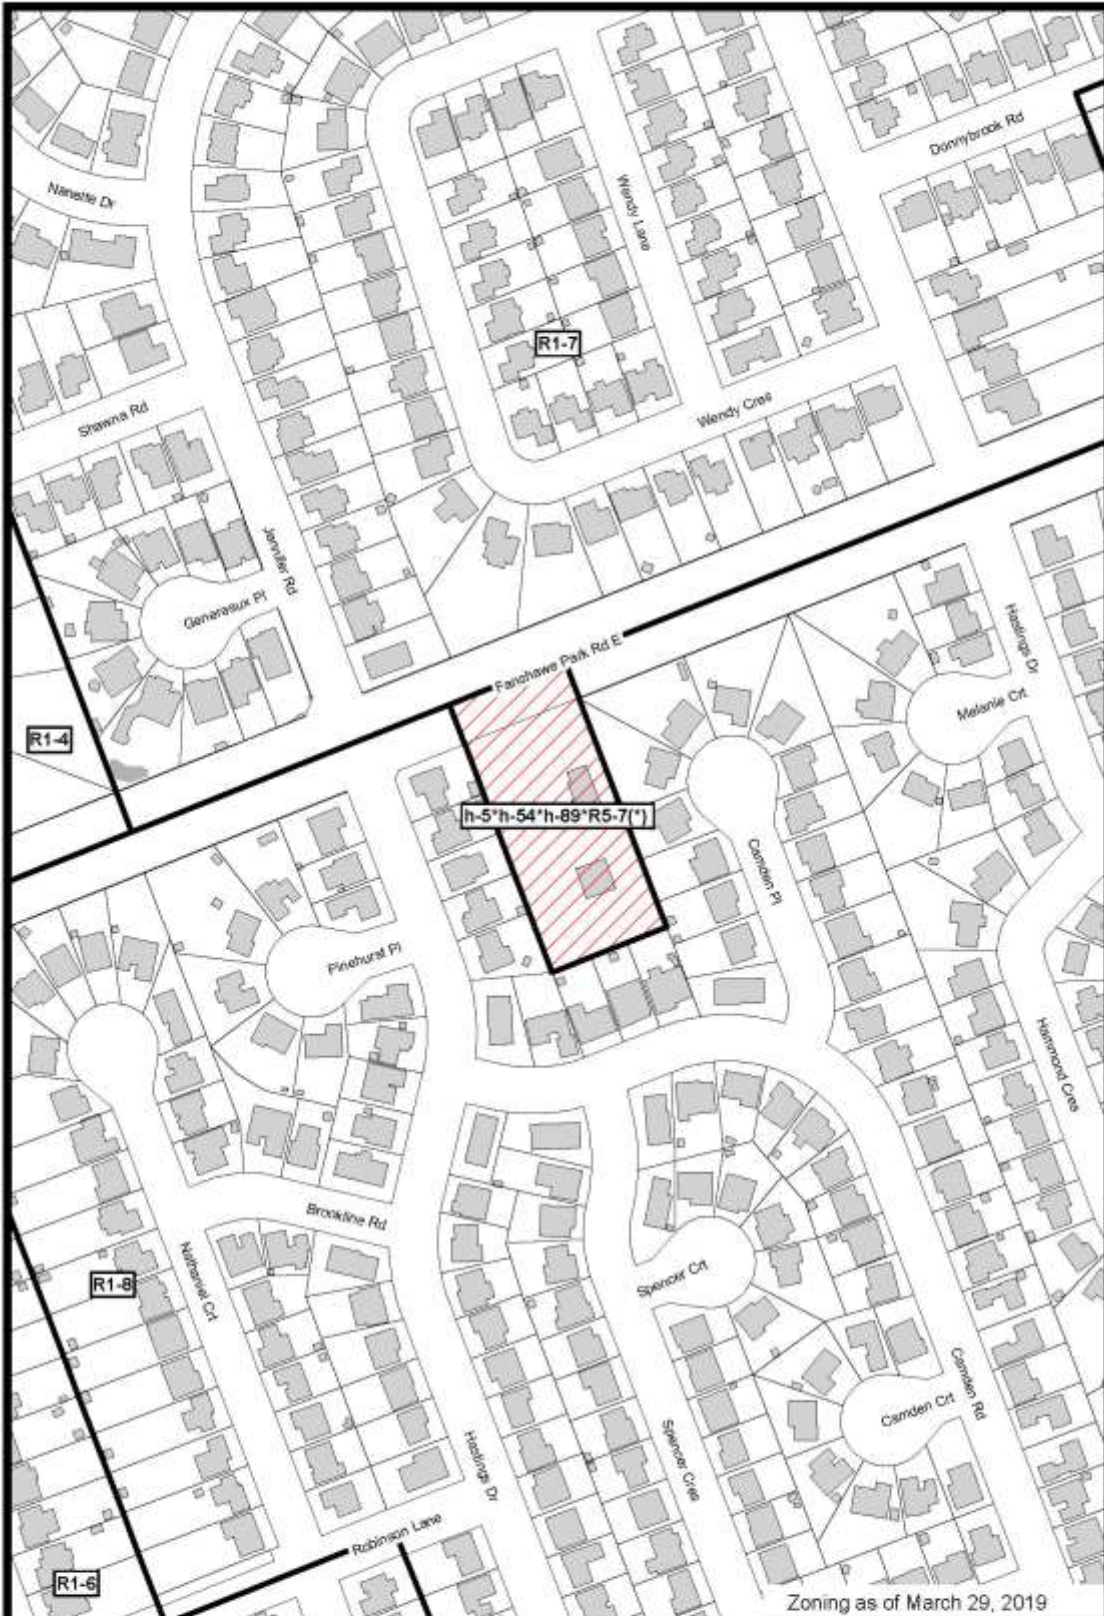 Donnybrook Rd
Nanette Dr
Wendy Lane
R1-7
Wendy Cres
Shawna Rd
Jennifer Rd
Genereaux Pl
Hastings Dr
Fanshawe Park Rd E
Melanie Crt
R1-4
h-5*h-54*h-89*R5-7(*)
Camden Pl
Pinehurst Pl
Hammond Cres
Brookline Rd
Nathaniel Crt
R1-8
Spencer Crt
Camden Rd
Camden Crt
Spencer Cres
Hastings Dr
Robinson Lane
R1-6
Zoning as of March 29, 2019